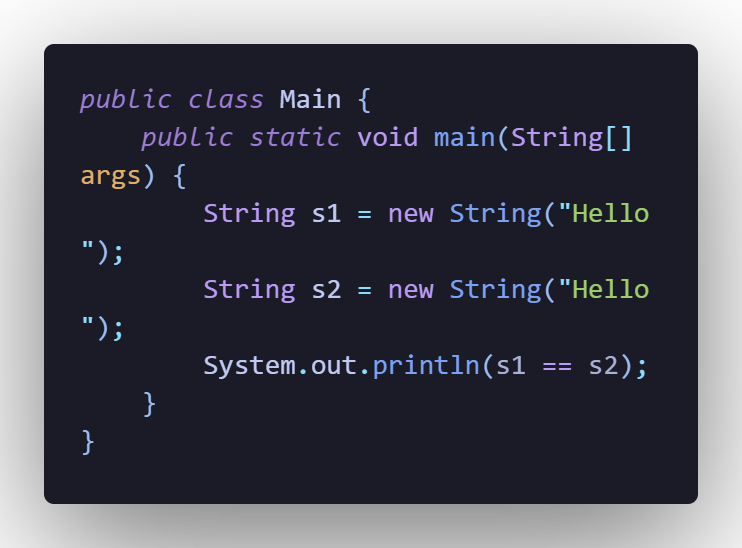 public class Main {
    public static void main(String[]
args) {
        String s1 = new String("Hello
");
        String s2 = new String("Hello
");
        System.out.println(s1 == s2);
    }
}